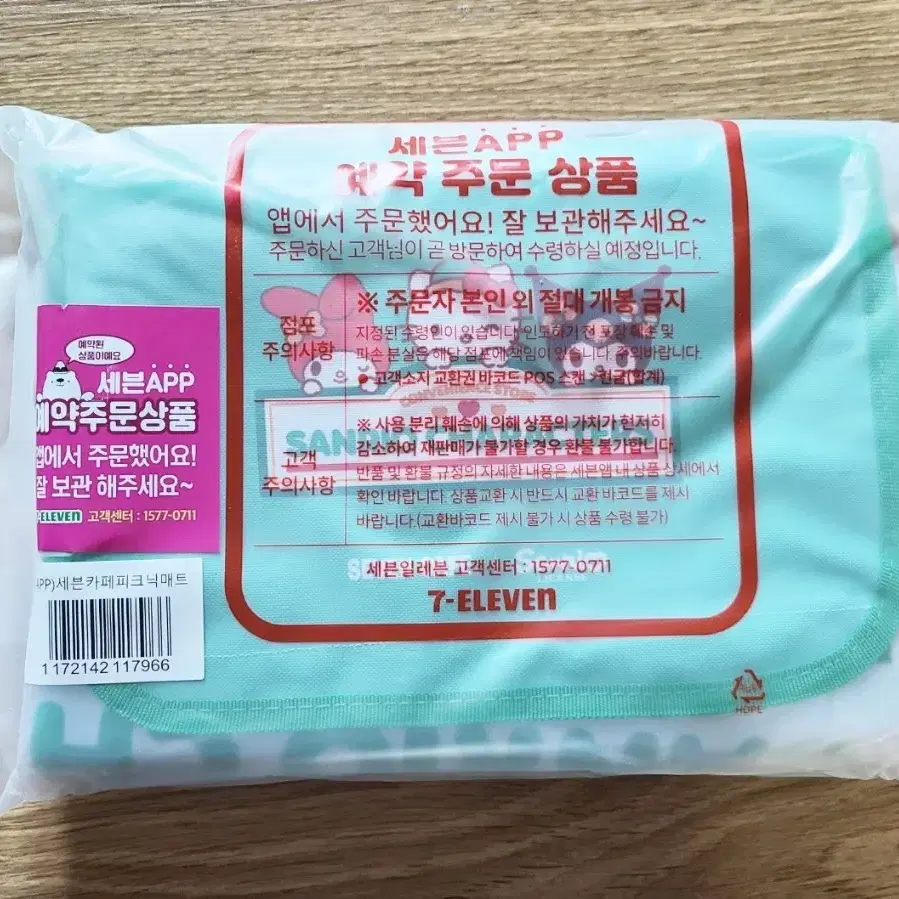 세븐APP
예약 주문 상품
앱에서 주문했어요! 잘 보관해주세요~
주문하신 고객님이 곧 방문하여 수령하실 예정입니다.
점포
주의사항
※ 주문자 본인 외 절대 개봉 금지
지정된 수령인이 있습니다. 인도하기 전 포장 훼손 및
파손 분실은 해당 점포에 책임이 있습니다. 주의바랍니다.
● 고객소지 교환권 바코드 POS 스캔 > 현금(합계)
고객
주의사항
※ 사용 분리 훼손에 의해 상품의 가치가 현저히
감소하여 재판매가 불가할 경우 환불 불가합니다.
반품 및 환불 규정의 자세한 내용은 세븐앱 내 상품 상세에서
확인 바랍니다. 상품교환 시 반드시 교환 바코드를 제시
바랍니다.(교환바코드 제시 불가 시 상품 수령 불가)
세븐일레븐 고객센터 : 1577-0711
7-ELEVEn
HDPE
CONVENIENCE STORE
예약된
상품이예요
세븐APP
예약주문상품
앱에서 주문했어요!
잘 보관 해주세요~
7-ELEVEn 고객센터 : 1577-0711
APP)세븐카페피크닉매트
1 172142 117966